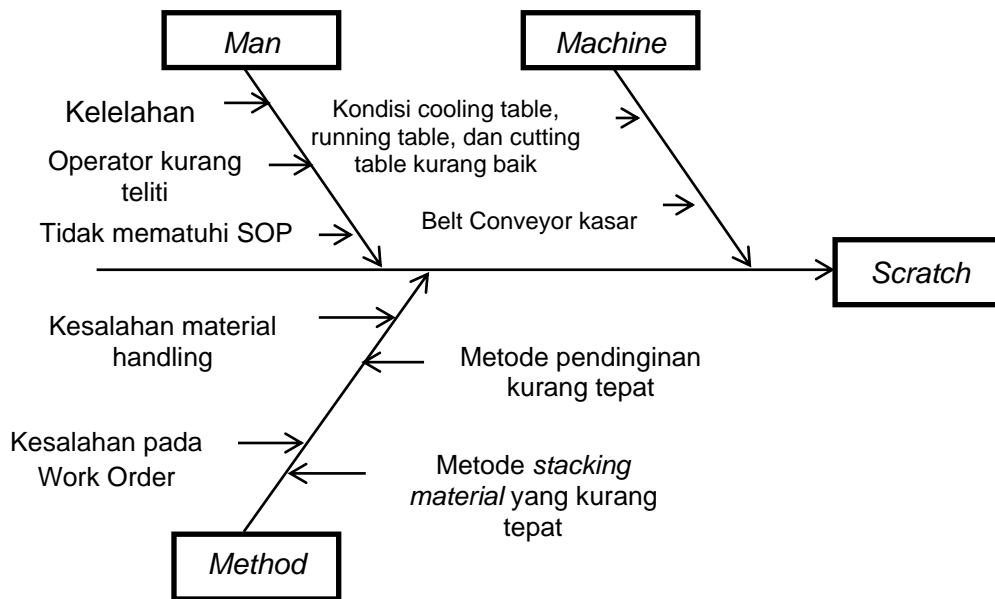 Man
Machine
Kelelahan
Operator kurang
teliti
Tidak mematuhi SOP
Kondisi cooling table,
running table, dan cutting
table kurang baik
Belt Conveyor kasar
Scratch
Kesalahan material
handling
Metode pendinginan
kurang tepat
Kesalahan pada
Work Order
Metode stacking
material yang kurang
tepat
Method